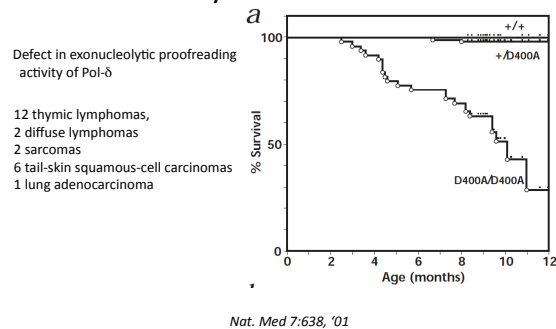 Defect in exonucleolytic proofreading
activity of Pol-δ
12 thymic lymphomas,
2 diffuse lymphomas
2 sarcomas
6 tail-skin squamous-cell carcinomas
1 lung adenocarcinoma
a
% Survival
100
50
0
+/+
+/D400A
D400A/D400A
0 2 4 6 8 10 12
Age (months)
Nat. Med 7:638, '01